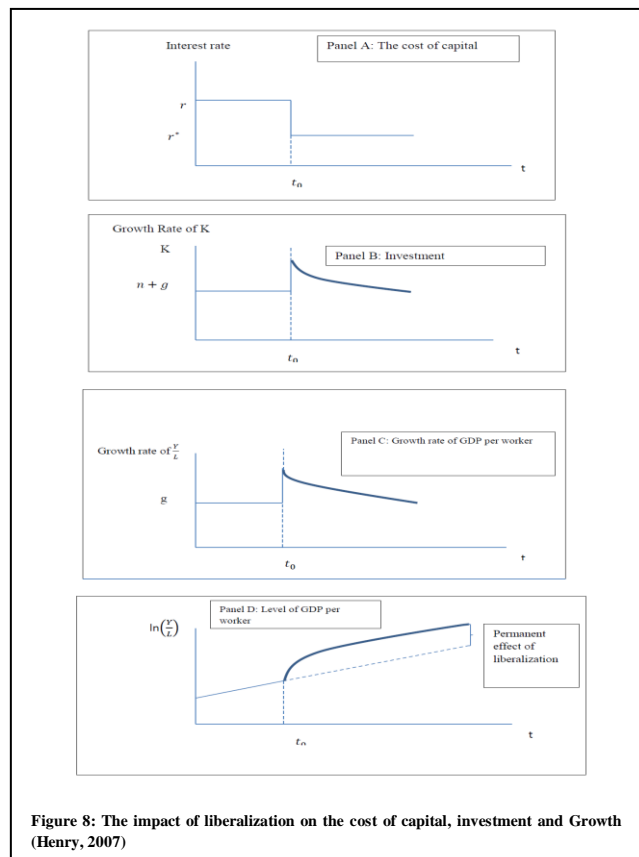 Interest rate
Panel A: The cost of capital
r
r*
t
t₀
Growth Rate of K
K
Panel B: Investment
n + g
t
t₀
Panel C: Growth rate of GDP per
worker
Growth rate of Y/L
g
t
t₀
Panel D: Level of GDP per
worker
ln(Y/L)
Permanent
effect of
liberalization
t
t₀
Figure 8: The impact of liberalization on the cost of capital, investment and Growth
(Henry, 2007)